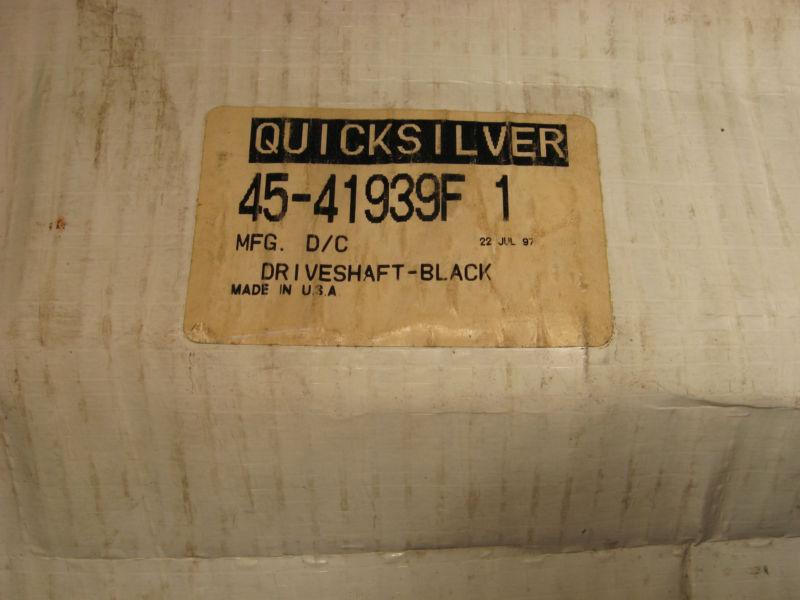 QUICKSILVER
45-41939F 1
MFG. D/C 22 JUL 97
DRIVESHAFT-BLACK
MADE IN U.S.A